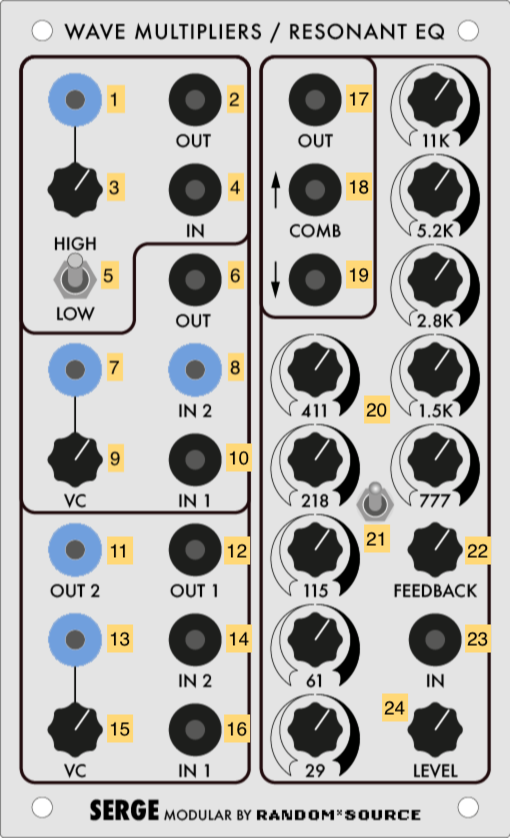 WAVE MULTIPLIERS / RESONANT EQ
1 2 17
OUT OUT 11K
3 4 18
IN COMB 5.2K
HIGH
5 6 19
LOW OUT 2.8K
7 8
IN 2 411 20 1.5K
9 10
VC IN 1 218 777
21
11 12 22
OUT 2 OUT 1 115 FEEDBACK
13 14 23
IN 2 61 IN
24
15 16
VC IN 1 29 LEVEL
SERGE MODULAR BY RANDOM*SOURCE